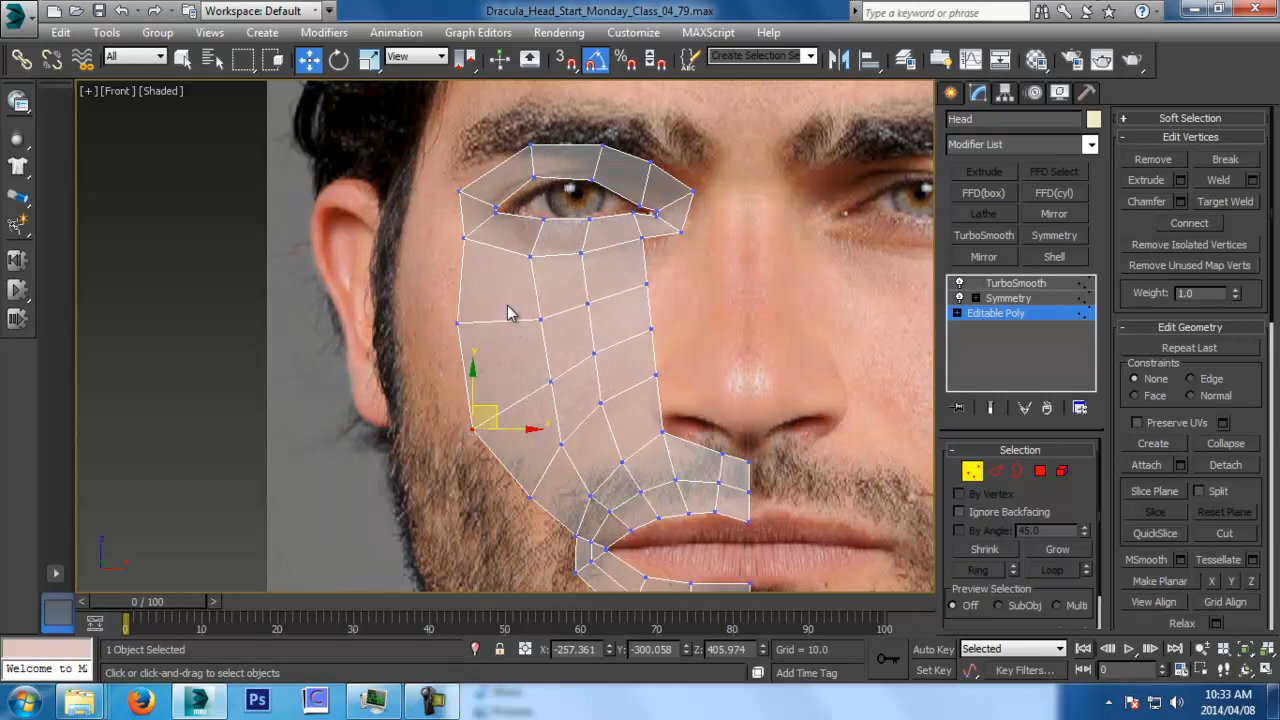 Workspace: Default
Dracula_Head_Start_Monday_Class_04_79.max
Type a keyword or phrase
Edit Tools Group Views Create Modifiers Animation Graph Editors Rendering Customize MAXScript Help
All
View
3
Create Selection Se
[+] [Front] [Shaded]
Head
Modifier List
Extrude FFD Select
FFD(box) FFD(cyl)
Lathe Mirror
TurboSmooth Symmetry
Mirror Shell
TurboSmooth
Symmetry
Editable Poly
Selection
By Vertex
Ignore Backfacing
By Angle: 45.0
Shrink Grow
Ring Loop
Preview Selection
Off SubObj Multi
Soft Selection
Edit Vertices
Remove Break
Extrude Weld
Chamfer Target Weld
Connect
Remove Isolated Vertices
Remove Unused Map Verts
Weight: 1.0
Edit Geometry
Repeat Last
Constraints
None Edge
Face Normal
Preserve UVs
Create Collapse
Attach Detach
Slice Plane Split
Slice Reset Plane
QuickSlice Cut
MSmooth Tessellate
Make Planar X Y Z
View Align Grid Align
Relax
0 / 100
0 10 20 30 40 50 60 70 80 90 100
1 Object Selected X: -257.361 Y: -300.058 Z: 405.974 Grid = 10.0 Auto Key Selected
Welcome to M Click or click-and-drag to select objects Add Time Tag Set Key Key Filters... 0
Ps
10:33 AM
2014/04/08